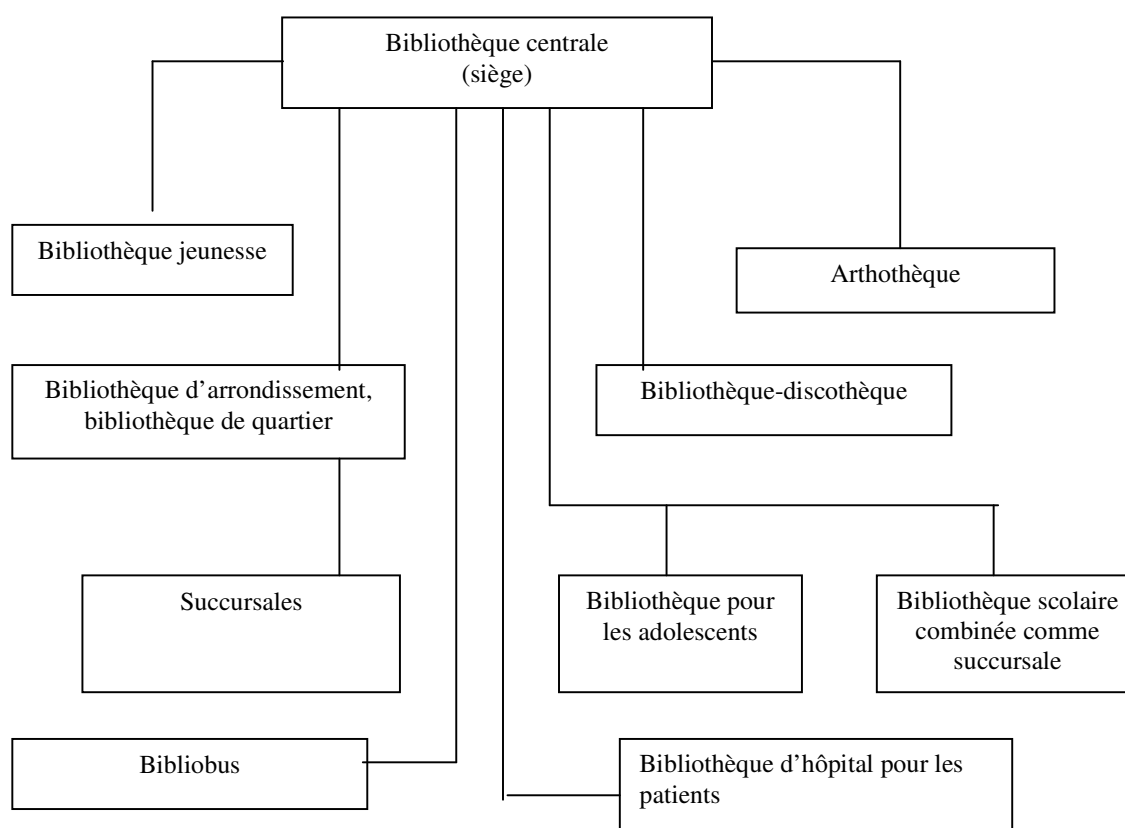 Bibliothèque centrale
(siège)
Bibliothèque jeunesse
Arthothèque
Bibliothèque d’arrondissement,
bibliothèque de quartier
Bibliothèque-discothèque
Succursales
Bibliothèque pour
les adolescents
Bibliothèque scolaire
combinée comme
succursale
Bibliobus
Bibliothèque d’hôpital pour les
patients